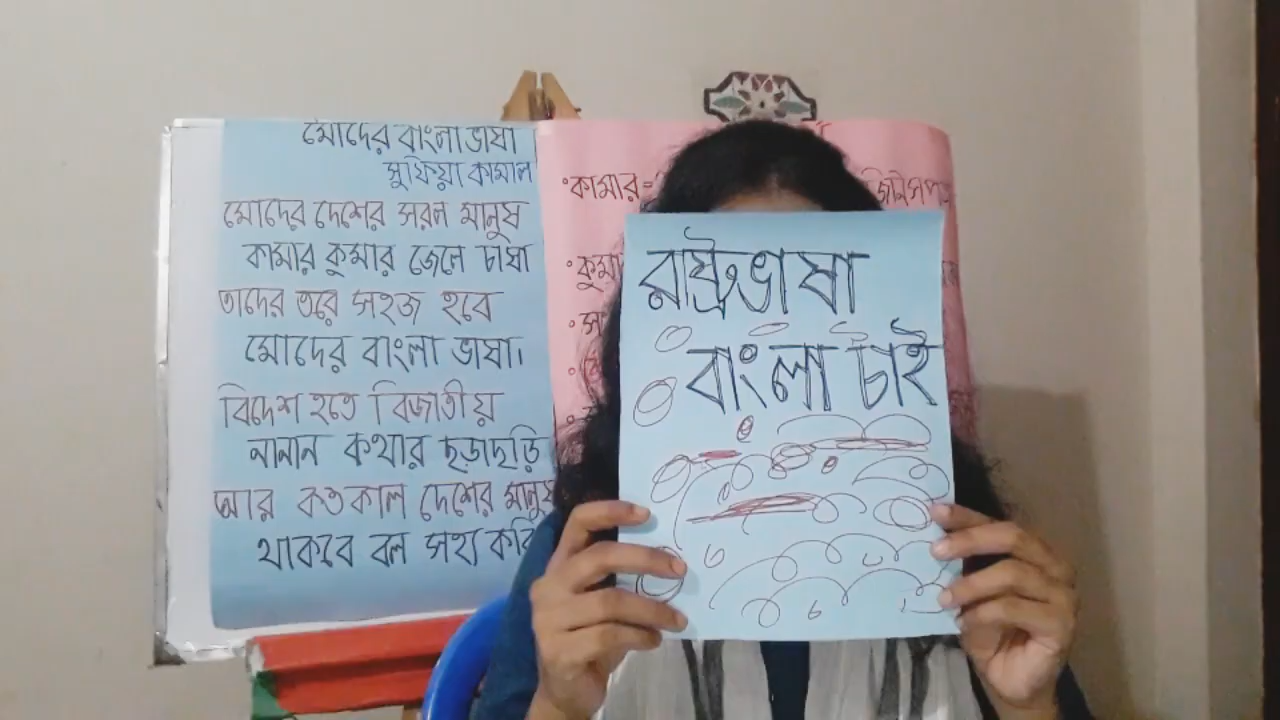 মোদের বাংলা ভাষা
সুফিয়া কামাল
মোদের দেশের সরল মানুষ
কামার কুমার জেলে চাষা
তাদের তরে সহজ হবে
মোদের বাংলা ভাষা।
বিদেশ হতে বিজাতীয়
নানান কথার ছড়াছড়ি
আর কতকাল দেশের মানুষ
থাকবে বল সহ্য করি
কামার =
রাষ্ট্রভাষা
বাংলা চাই